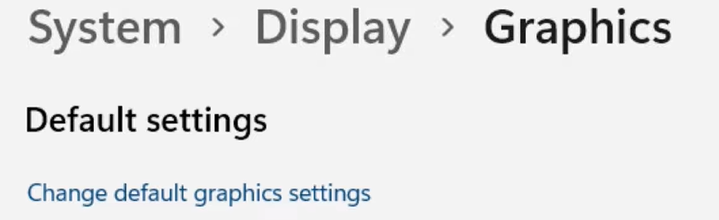 System > Display > Graphics
Default settings
Change default graphics settings